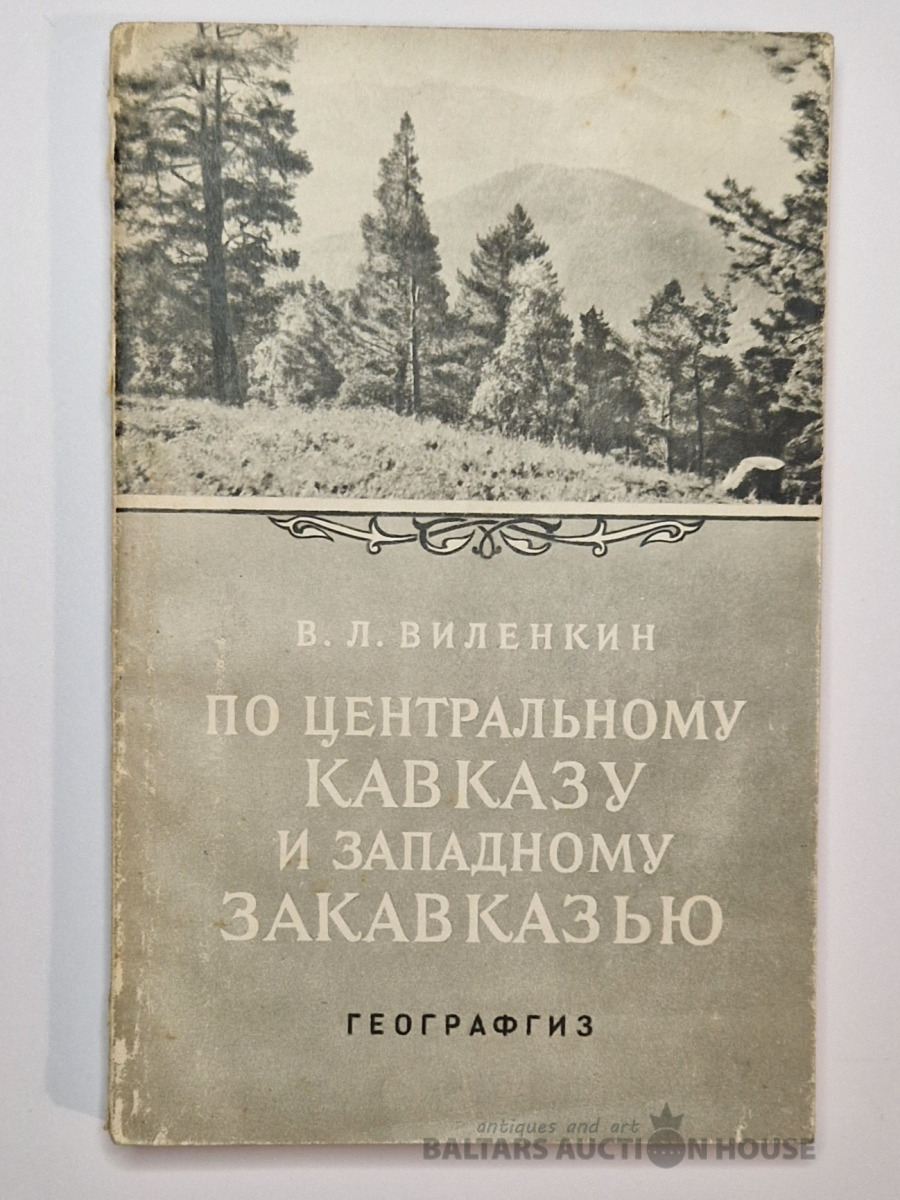 В. Л. ВИЛЕНКИН
ПО ЦЕНТРАЛЬНОМУ
КАВКАЗУ
И ЗАПАДНОМУ
ЗАКАВКАЗЬЮ
ГЕОГРАФГИЗ
antiques and art
BALTARS AUCTION HOUSE